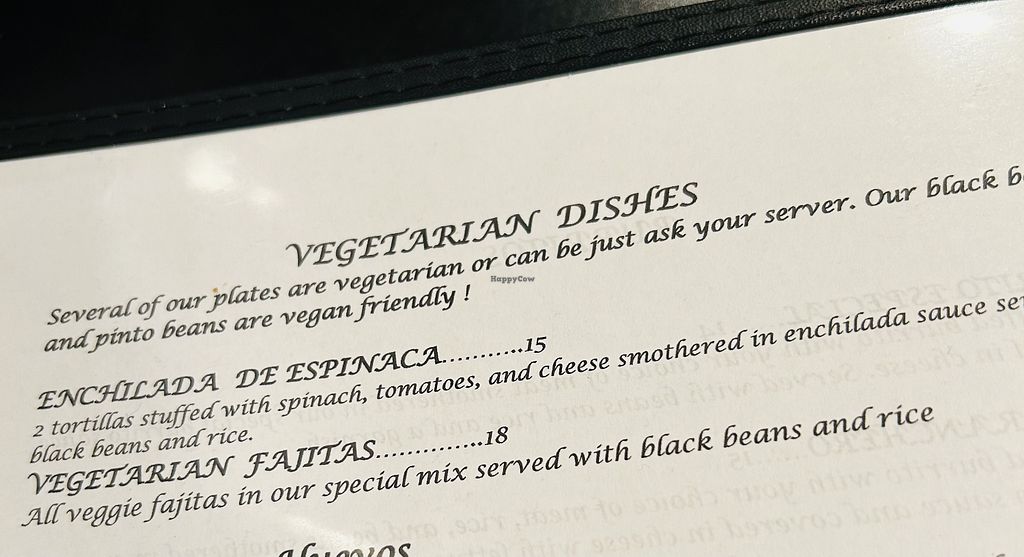 VEGETARIAN DISHES
Several of our plates are vegetarian or can be just ask your server. Our black
and pinto beans are vegan friendly !
HappyCow
ENCHILADA DE ESPINACA...........15
2 tortillas stuffed with spinach, tomatoes, and cheese smothered in enchilada sauce
black beans and rice.
VEGETARIAN FAJITAS..............18
All veggie fajitas in our special mix served with black beans and rice